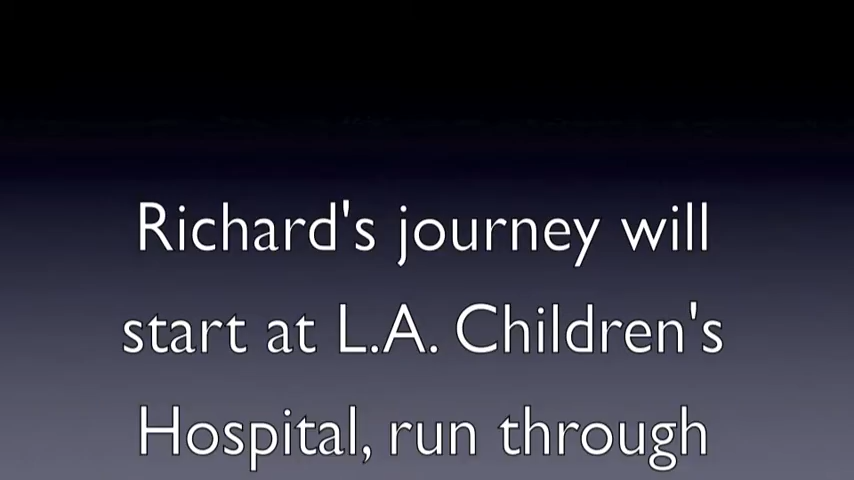 Richard's journey will
start at L.A. Children's
Hospital, run through